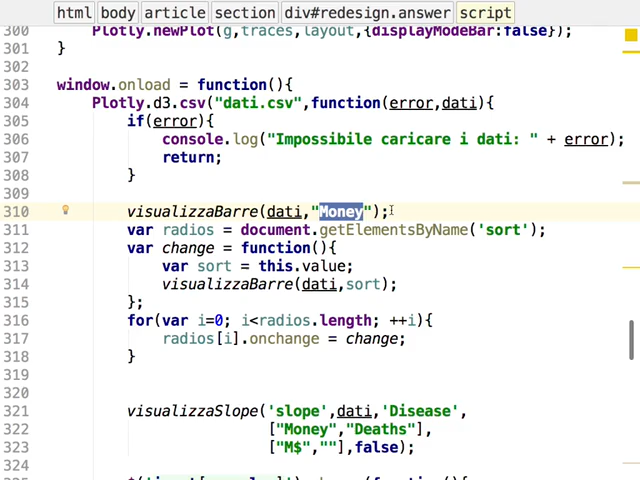 html body article section div#redesign.answer script
300 Plotly.newPlot(g,traces,layout,{displayModeBar:false});
301 }
302
303 window.onload = function(){
304 Plotly.d3.csv("dati.csv",function(error,dati){
305 if(error){
306 console.log("Impossibile caricare i dati: " + error);
307 return;
308 }
309
310 visualizzaBarre(dati,"Money");
311 var radios = document.getElementsByName('sort');
312 var change = function(){
313 var sort = this.value;
314 visualizzaBarre(dati,sort);
315 };
316 for(var i=0; i<radios.length; ++i){
317 radios[i].onchange = change;
318 }
319
320
321 visualizzaSlope('slope',dati,'Disease',
322 ["Money","Deaths"],
323 ["M$",""],false);
324